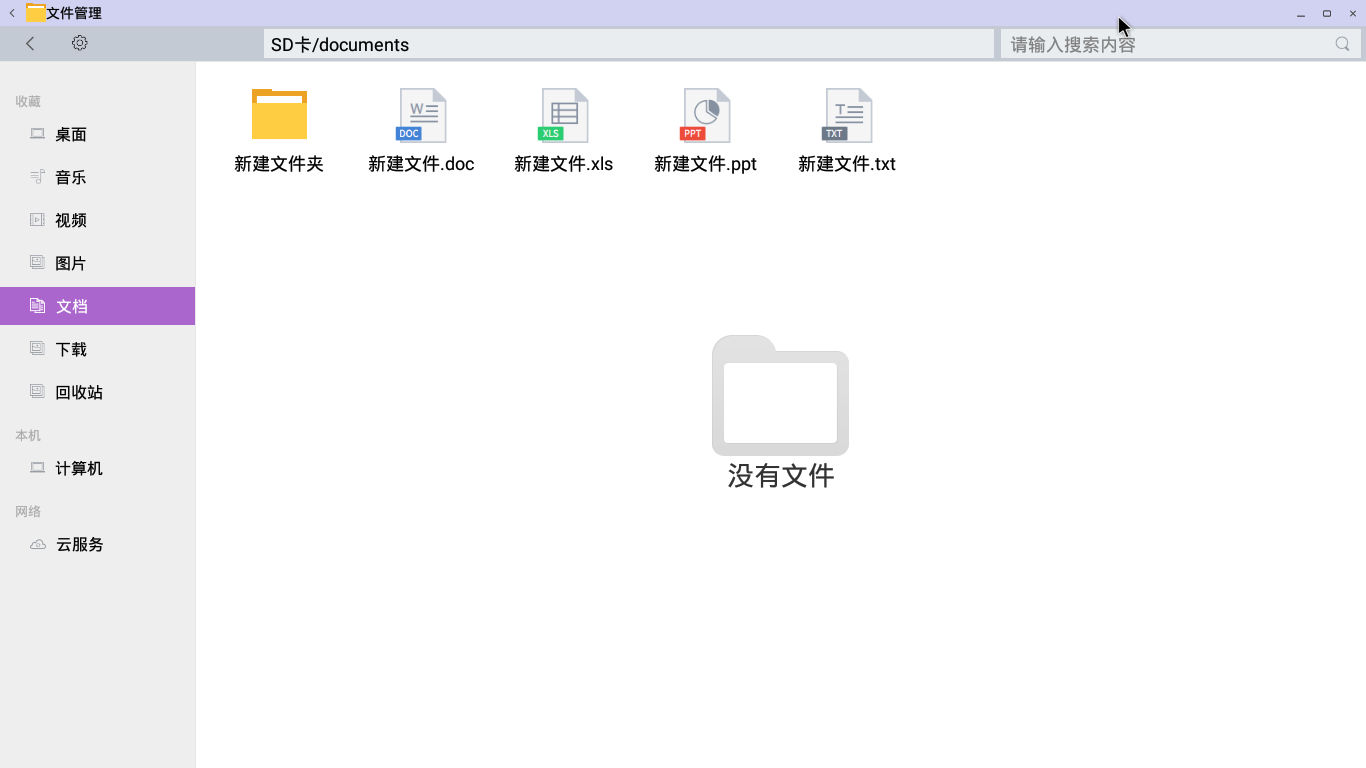 文件管理
SD卡/documents
请输入搜索内容
收藏
桌面
音乐
视频
图片
文档
下载
回收站
本机
计算机
网络
云服务
W
DOC
XLS
PPT
T
TXT
新建文件夹
新建文件.doc
新建文件.xls
新建文件.ppt
新建文件.txt
没有文件